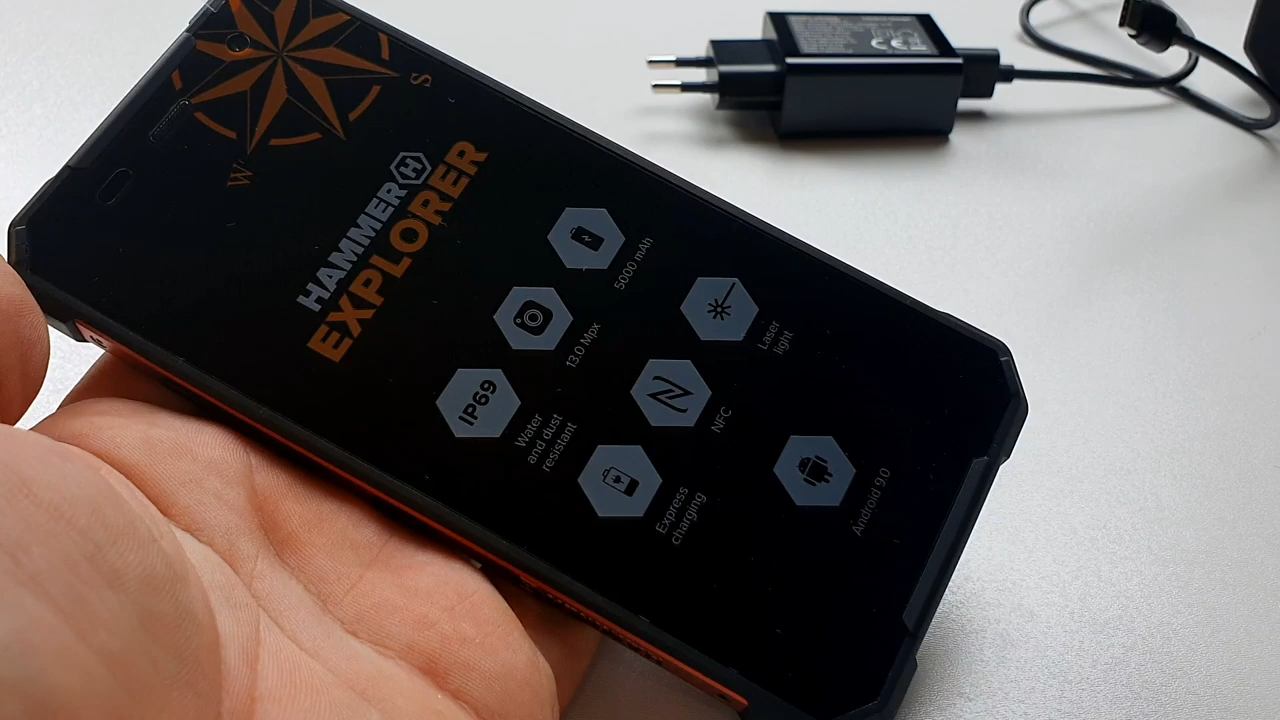 S
W
HAMMER H
EXPLORER
5000 mAh
13.0 Mpx
Laser
light
IP69
Water
and dust
resistant
NFC
Express
charging
Android 9.0
CE